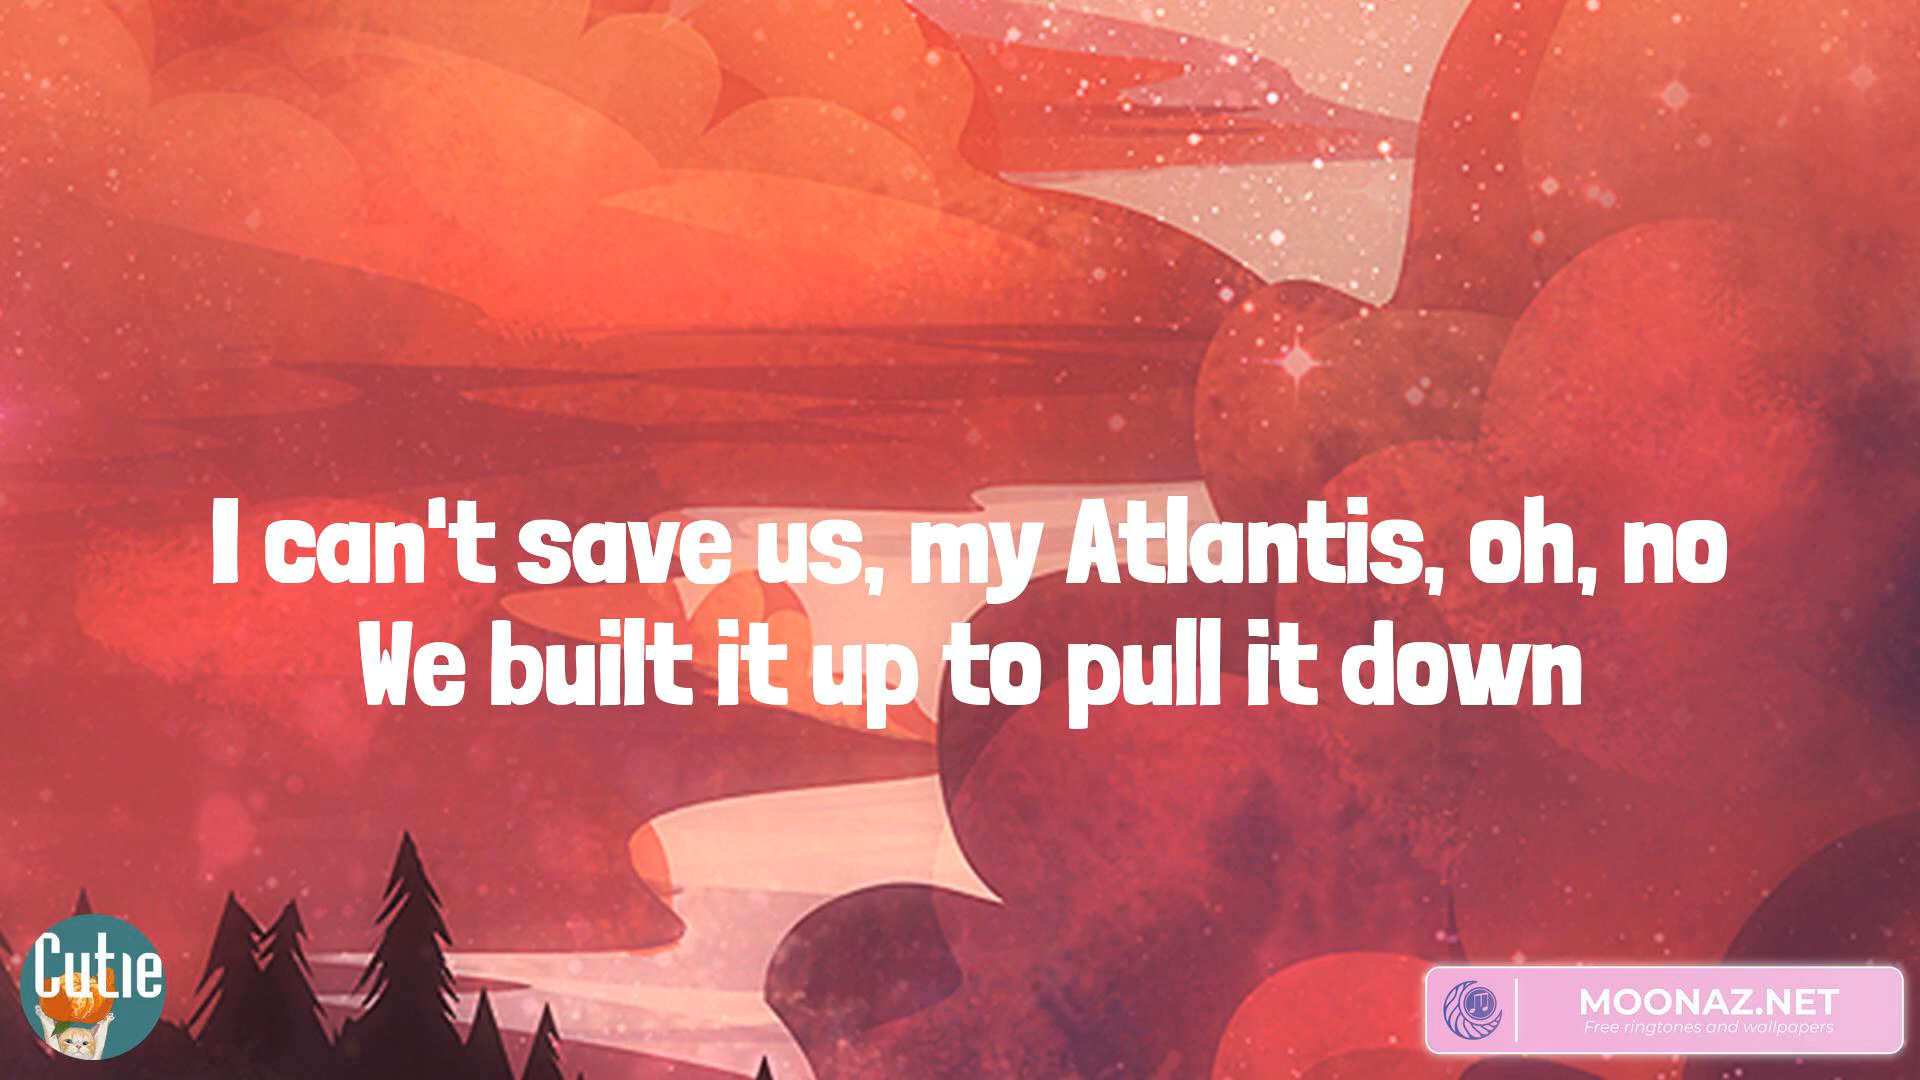 I can't save us, my Atlantis, oh, no
We built it up to pull it down
Cutie
MOONAZ.NET
Free ringtones and wallpapers